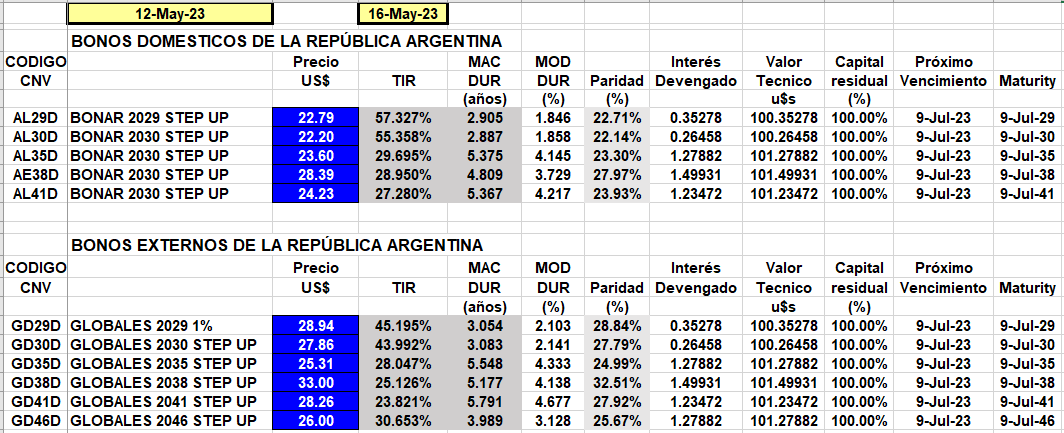 12-May-23 16-May-23
BONOS DOMESTICOS DE LA REPÚBLICA ARGENTINA
CODIGO Precio MAC MOD Interés Valor Capital Próximo
CNV US$ TIR DUR DUR Paridad Devengado Tecnico residual Vencimiento Maturity
(años) (%) (%) u$s (%)
AL29D BONAR 2029 STEP UP 22.79 57.327% 2.905 1.846 22.71% 0.35278 100.35278 100.00% 9-Jul-23 9-Jul-29
AL30D BONAR 2030 STEP UP 22.20 55.358% 2.887 1.858 22.14% 0.26458 100.26458 100.00% 9-Jul-23 9-Jul-30
AL35D BONAR 2030 STEP UP 23.60 29.695% 5.375 4.145 23.30% 1.27882 101.27882 100.00% 9-Jul-23 9-Jul-35
AE38D BONAR 2030 STEP UP 28.39 28.950% 4.809 3.729 27.97% 1.49931 101.49931 100.00% 9-Jul-23 9-Jul-38
AL41D BONAR 2030 STEP UP 24.23 27.280% 5.367 4.217 23.93% 1.23472 101.23472 100.00% 9-Jul-23 9-Jul-41
BONOS EXTERNOS DE LA REPÚBLICA ARGENTINA
CODIGO Precio MAC MOD Interés Valor Capital Próximo
CNV US$ TIR DUR DUR Paridad Devengado Tecnico residual Vencimiento Maturity
(años) (%) (%) u$s (%)
GD29D GLOBALES 2029 1% 28.94 45.195% 3.054 2.103 28.84% 0.35278 100.35278 100.00% 9-Jul-23 9-Jul-29
GD30D GLOBALES 2030 STEP UP 27.86 43.992% 3.083 2.141 27.79% 0.26458 100.26458 100.00% 9-Jul-23 9-Jul-30
GD35D GLOBALES 2035 STEP UP 25.31 28.047% 5.548 4.333 24.99% 1.27882 101.27882 100.00% 9-Jul-23 9-Jul-35
GD38D GLOBALES 2038 STEP UP 33.00 25.126% 5.177 4.138 32.51% 1.49931 101.49931 100.00% 9-Jul-23 9-Jul-38
GD41D GLOBALES 2041 STEP UP 28.26 23.821% 5.791 4.677 27.92% 1.23472 101.23472 100.00% 9-Jul-23 9-Jul-41
GD46D GLOBALES 2046 STEP UP 26.00 30.653% 3.989 3.128 25.67% 1.27882 101.27882 100.00% 9-Jul-23 9-Jul-46